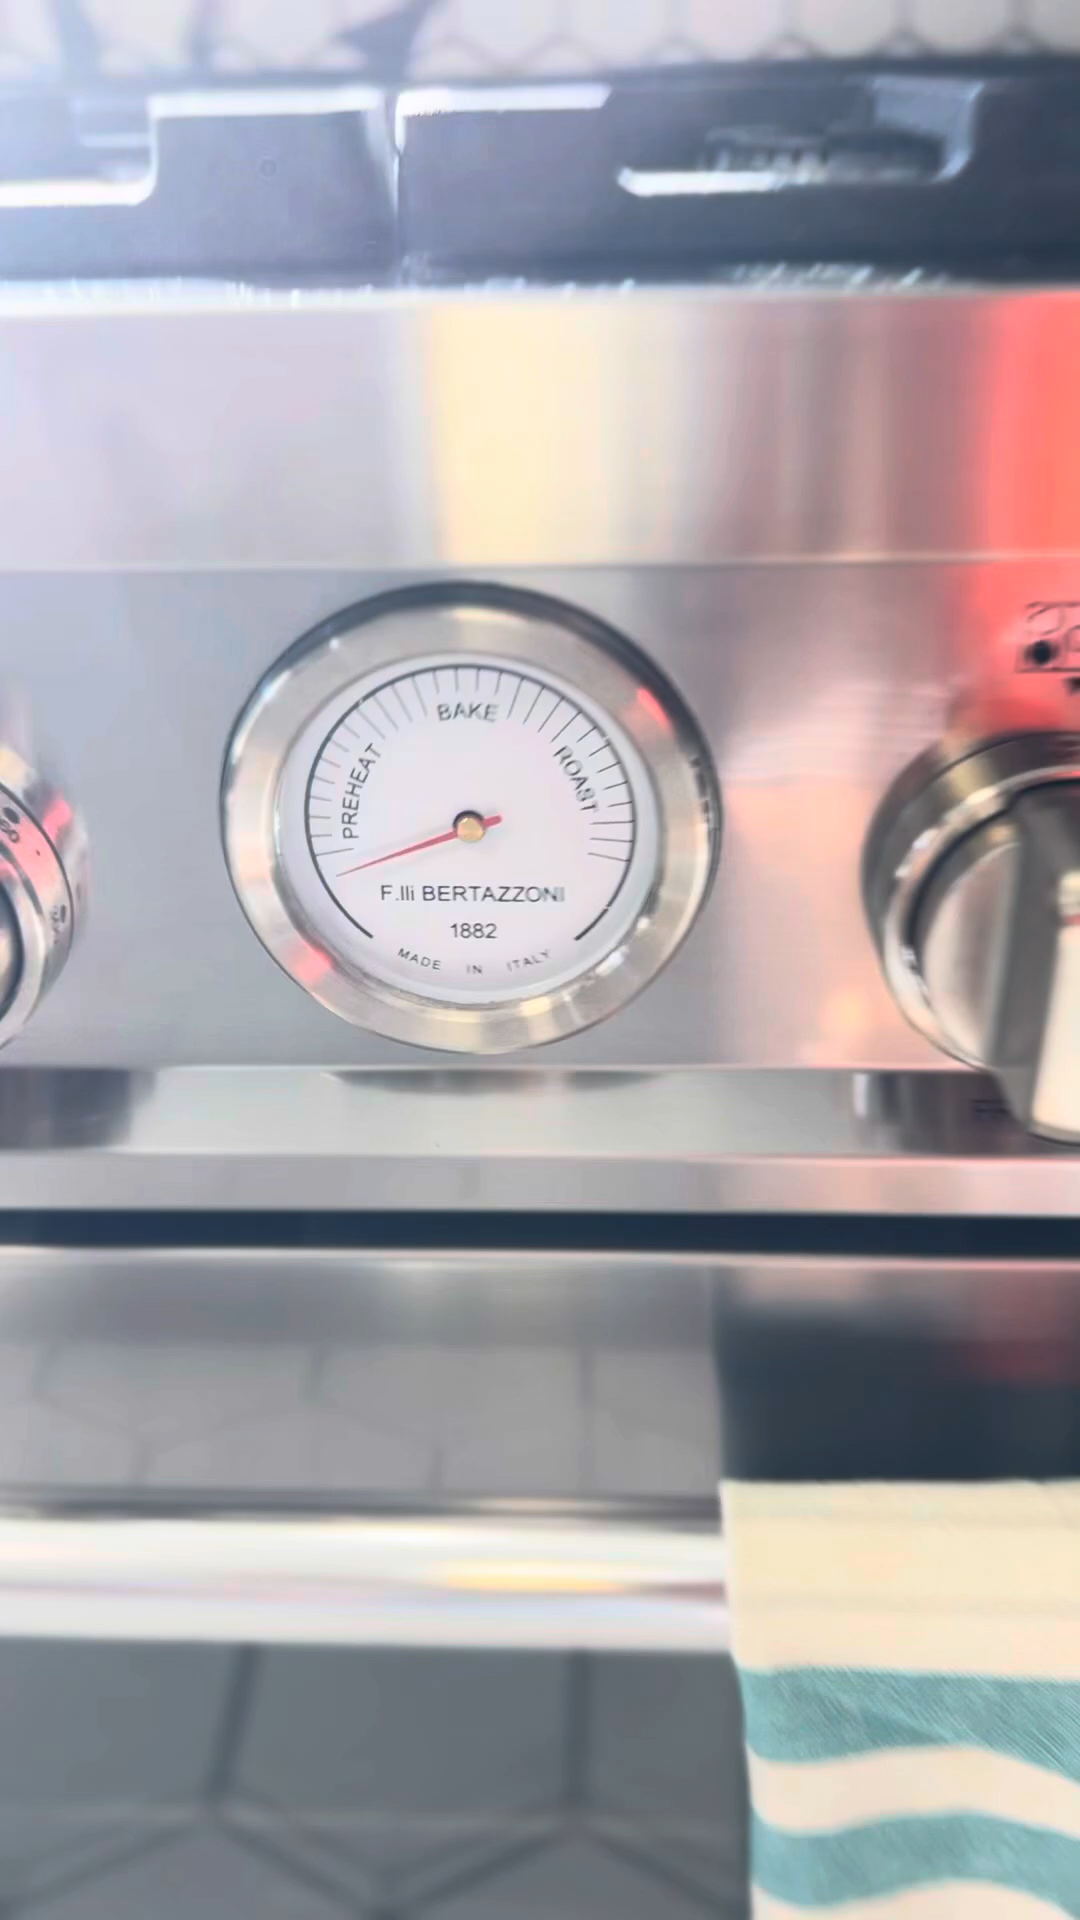 BAKE
PREHEAT
ROAST
F.lli BERTAZZONI
1882
MADE IN ITALY